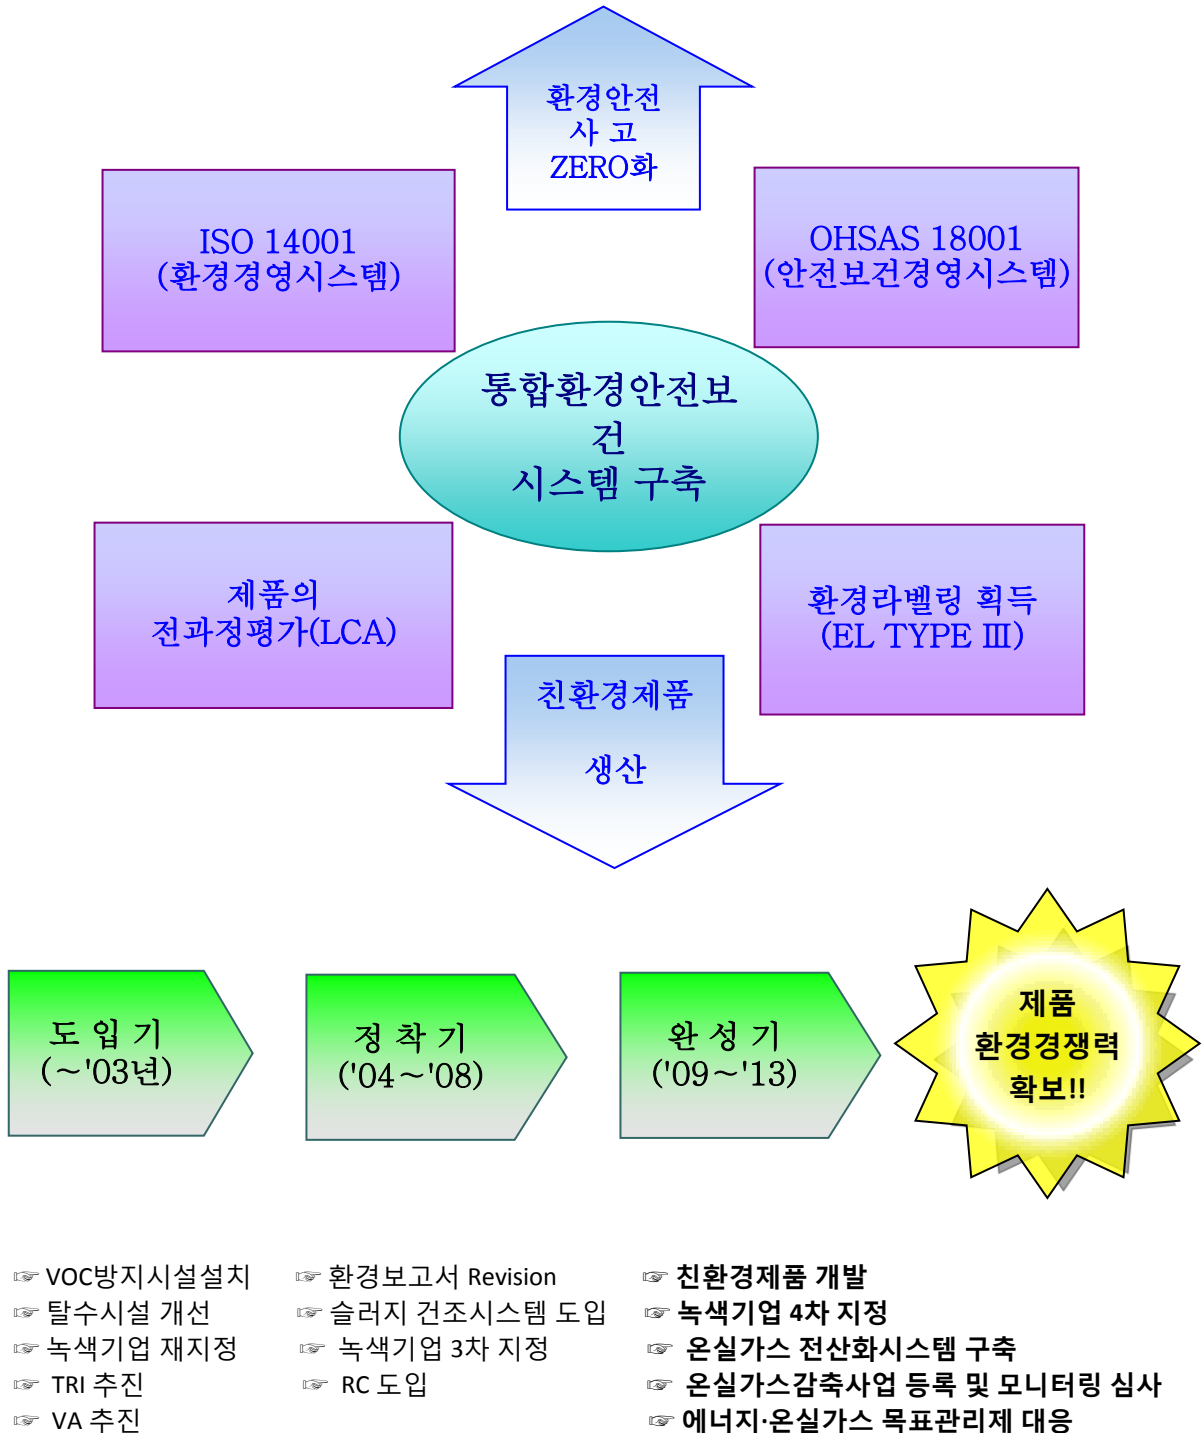 환경안전
사 고
ZERO화
ISO 14001
(환경경영시스템)
OHSAS 18001
(안전보건경영시스템)
통합환경안전보
건
시스템 구축
제품의
전과정평가(LCA)
환경라벨링 획득
(EL TYPE Ⅲ)
친환경제품
생산
도 입 기
(～'03년)
정 착 기
('04～'08)
완 성 기
('09～'13)
제품
환경경쟁력
확보!!
☞ VOC방지시설설치
☞ 탈수시설 개선
☞ 녹색기업 재지정
☞ TRI 추진
☞ VA 추진
☞ 환경보고서 Revision
☞ 슬러지 건조시스템 도입
☞ 녹색기업 3차 지정
☞ RC 도입
☞ 친환경제품 개발
☞ 녹색기업 4차 지정
☞ 온실가스 전산화시스템 구축
☞ 온실가스감축사업 등록 및 모니터링 심사
☞ 에너지·온실가스 목표관리제 대응